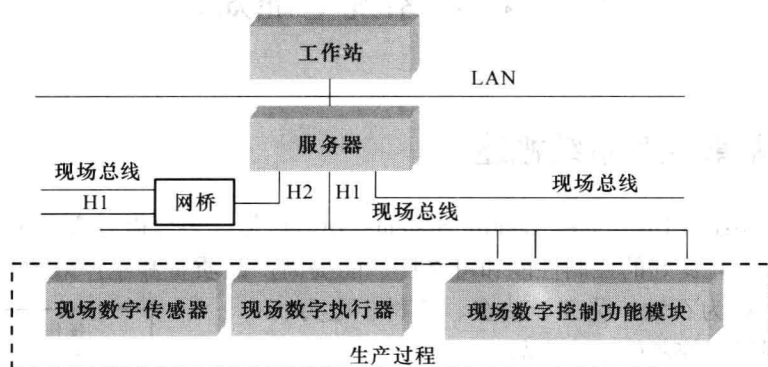 工作站
LAN
服务器
现场总线
H1
网桥
H2
H1
现场总线
现场总线
现场数字传感器
现场数字执行器
现场数字控制功能模块
生产过程